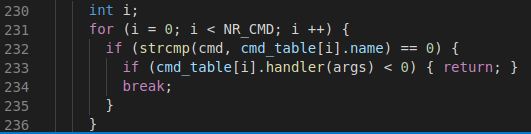 230 int i;
231 for (i = 0; i < NR_CMD; i ++) {
232 if (strcmp(cmd, cmd_table[i].name) == 0) {
233 if (cmd_table[i].handler(args) < 0) { return; }
234 break;
235 }
236 }